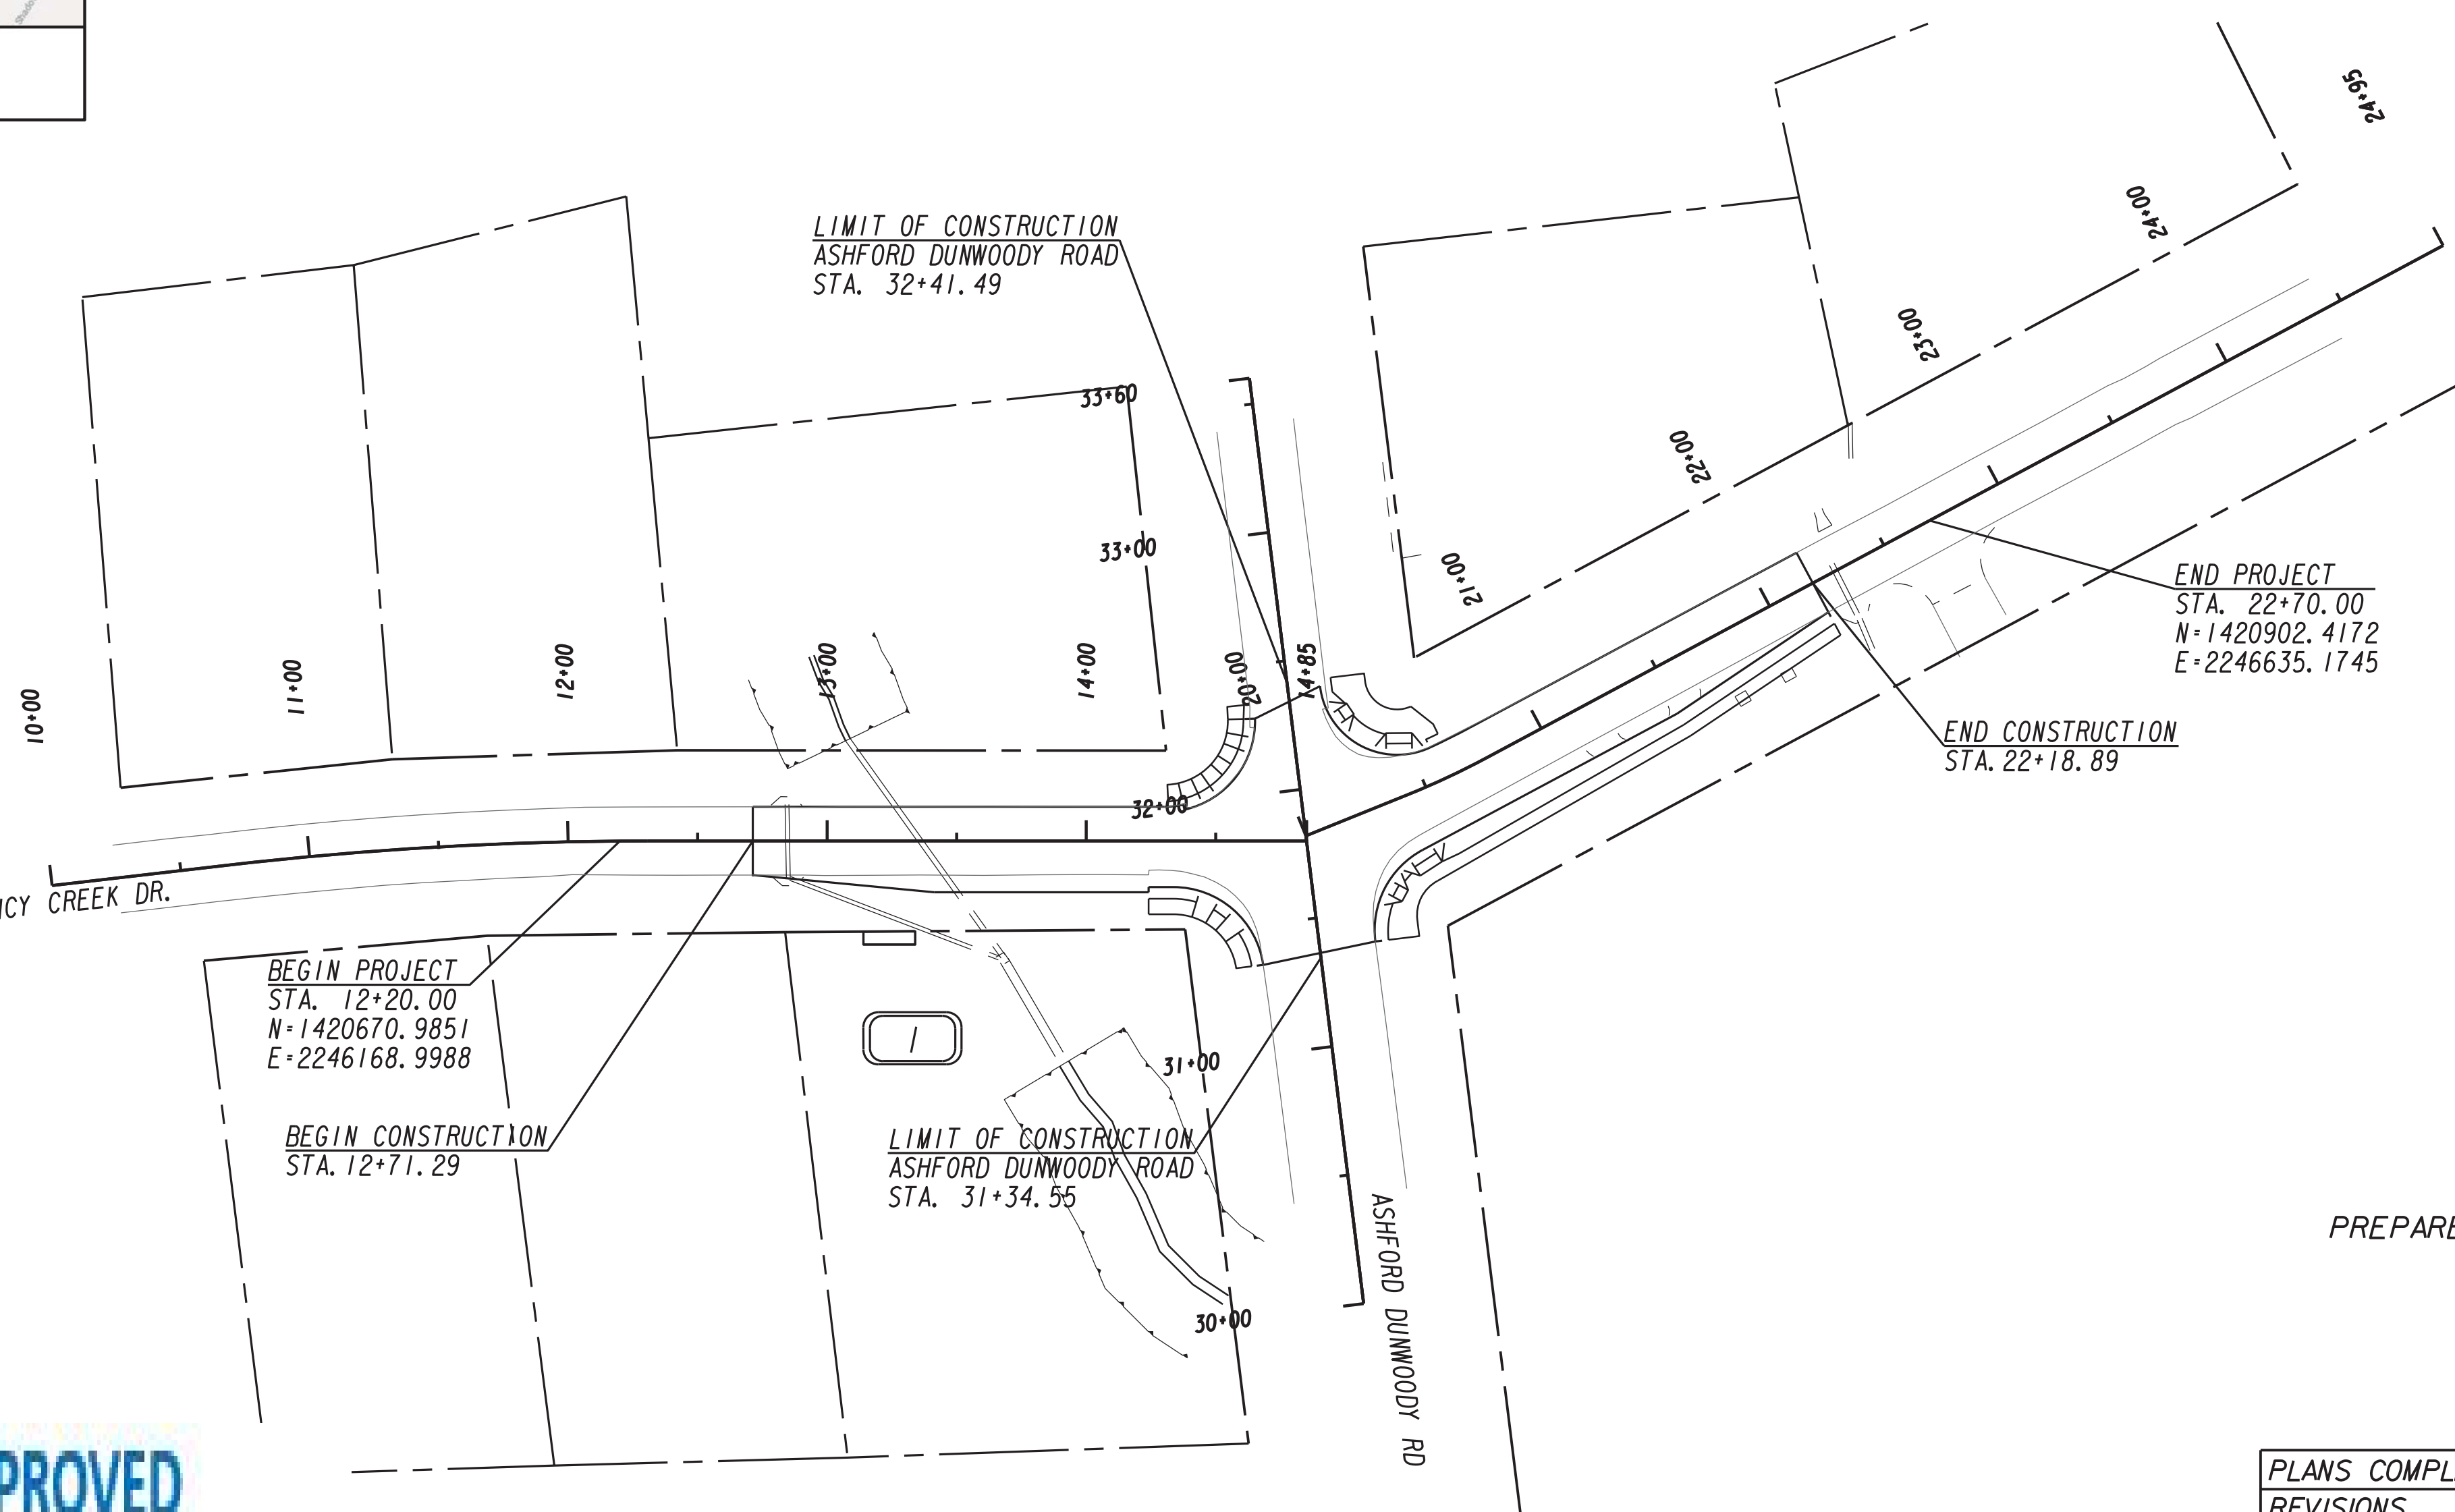 24+95
24+00
LIMIT OF CONSTRUCTION
ASHFORD DUNWOODY ROAD
STA. 32+41.49
23+00
33+60
22+00
33+00
21+00
END PROJECT
STA. 22+70.00
N=1420902.4172
E=2246635.1745
10+00
11+00
12+00
13+00
14+00
20+00
14+85
END CONSTRUCTION
STA.22+18.89
32+00
CREEK DR.
BEGIN PROJECT
STA. 12+20.00
N=1420670.9851
E=2246168.9988
1
31+00
BEGIN CONSTRUCTION
STA.12+71.29
LIMIT OF CONSTRUCTION
ASHFORD DUNWOODY ROAD
STA. 31+34.55
ASHFORD DUNWOODY RD
30+00
PREPARE
PROVED
PLANS COMPL
REVISIONS